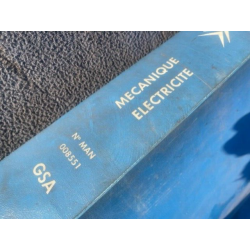 MECANIQUE
ELECTRICITE
N° MAN
008551
GSA